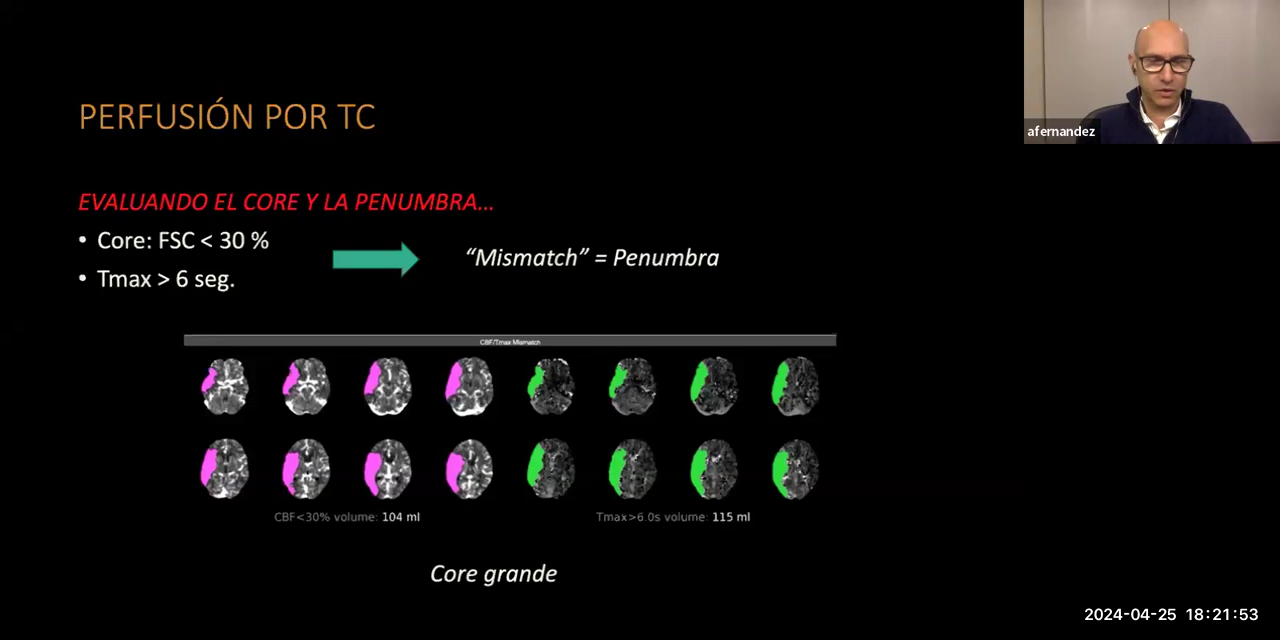 PERFUSIÓN POR TC
afernandez
EVALUANDO EL CORE Y LA PENUMBRA...
• Core: FSC < 30 %
• Tmax > 6 seg.
“Mismatch” = Penumbra
CBF/Tmax Mismatch
CBF<30% volume: 104 ml
Tmax>6.0s volume: 115 ml
Core grande
2024-04-25 18:21:53